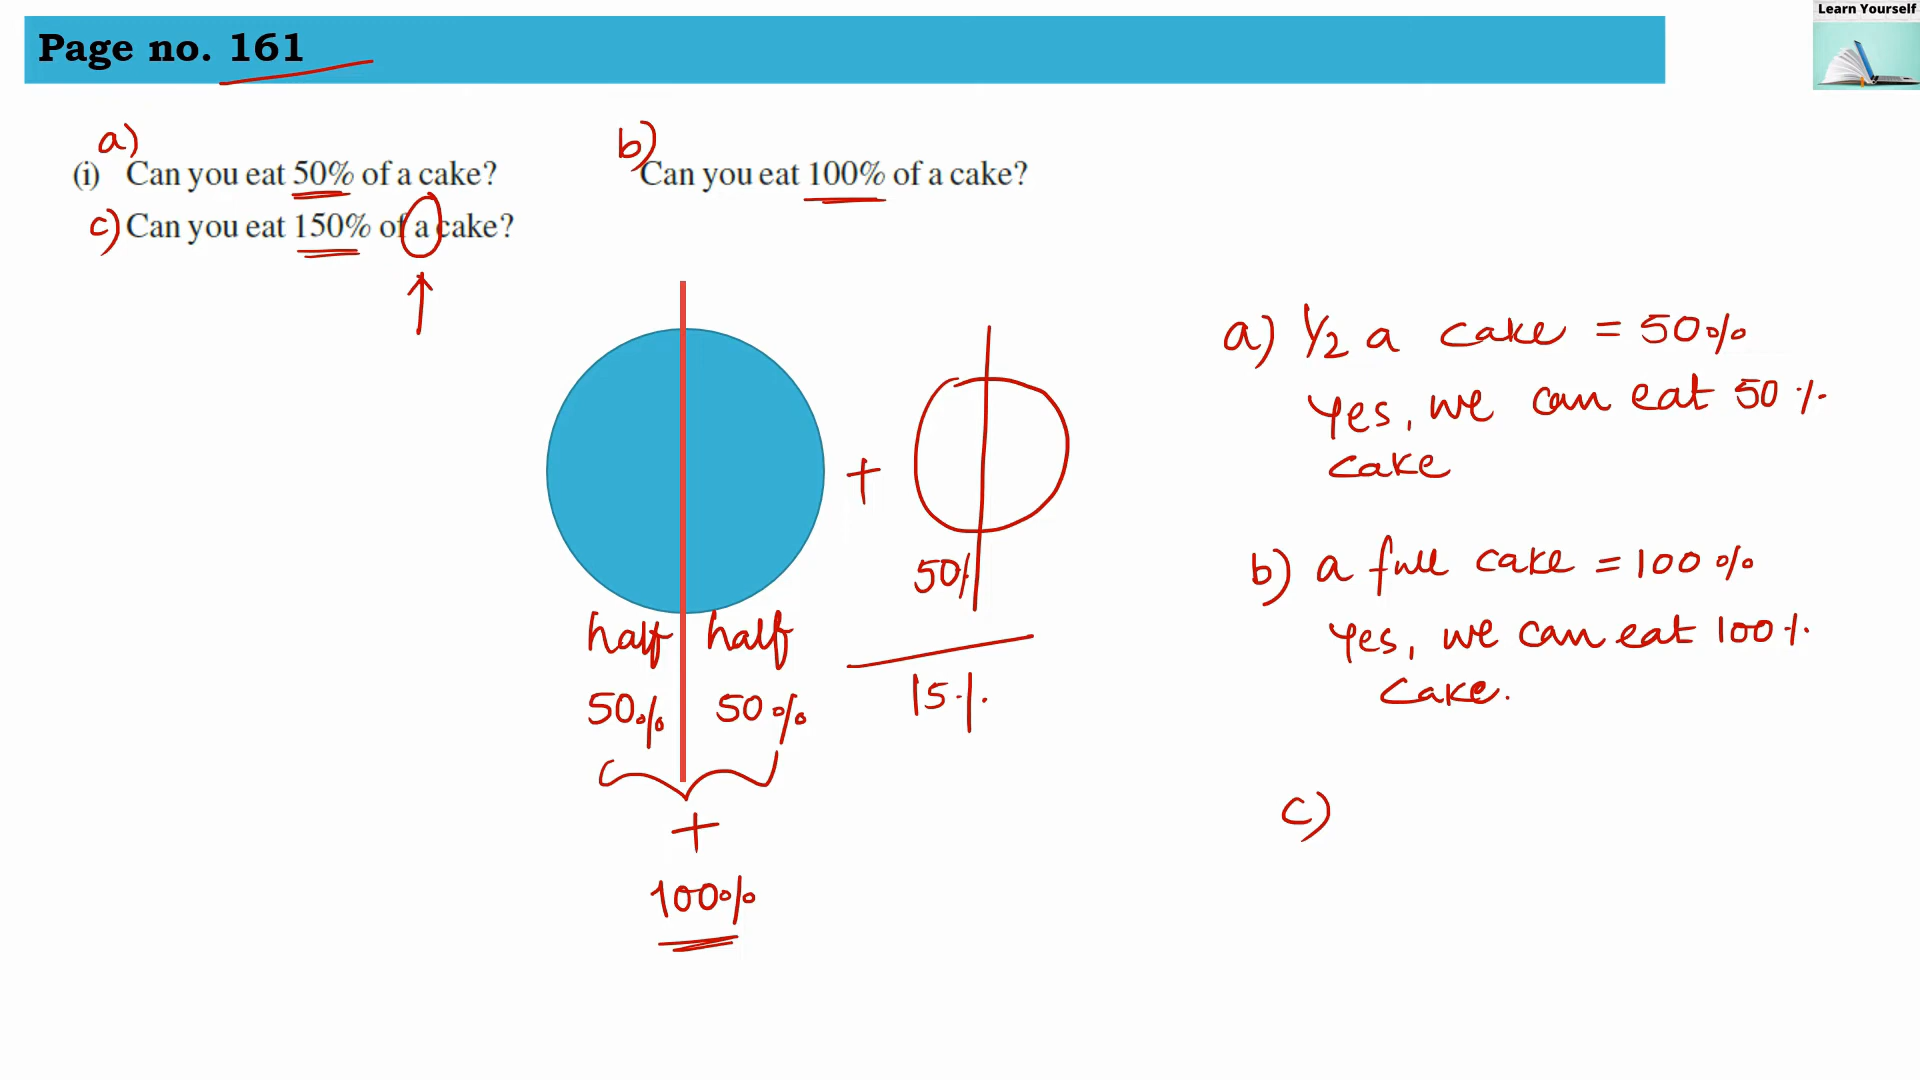 Learn Yourself
Page no. 161
a)
b)
(i) Can you eat 50% of a cake?
Can you eat 100% of a cake?
c) Can you eat 150% of a cake?
a) 1/2 a cake = 50%
Yes, we can eat 50%
cake
+
50%
b) a full cake = 100%
Yes, we can eat 100%
cake.
half half
50% 50%
15%
c)
+
100%